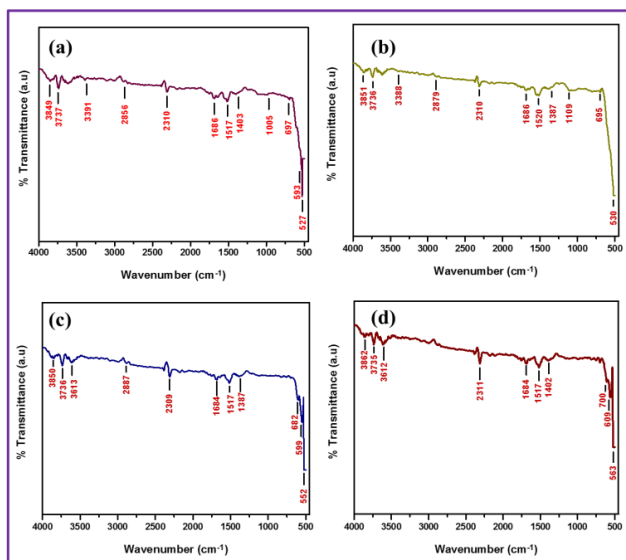 (a)
% Transmittance (a.u)
3849
3737
3391
2856
2310
1686
1517
1403
1005
697
593
527
4000 3500 3000 2500 2000 1500 1000 500
Wavenumber (cm⁻¹)
(b)
% Transmittance (a.u)
3851
3736
3388
2879
2310
1686
1520
1387
1109
695
530
4000 3500 3000 2500 2000 1500 1000 500
Wavenumber (cm⁻¹)
(c)
% Transmittance (a.u)
3850
3736
3613
2887
2309
1684
1517
1387
682
599
552
4000 3500 3000 2500 2000 1500 1000 500
Wavenumber (cm⁻¹)
(d)
% Transmittance (a.u)
3862
3735
3612
2311
1684
1517
1402
700
609
563
4000 3500 3000 2500 2000 1500 1000 500
Wavenumber (cm⁻¹)